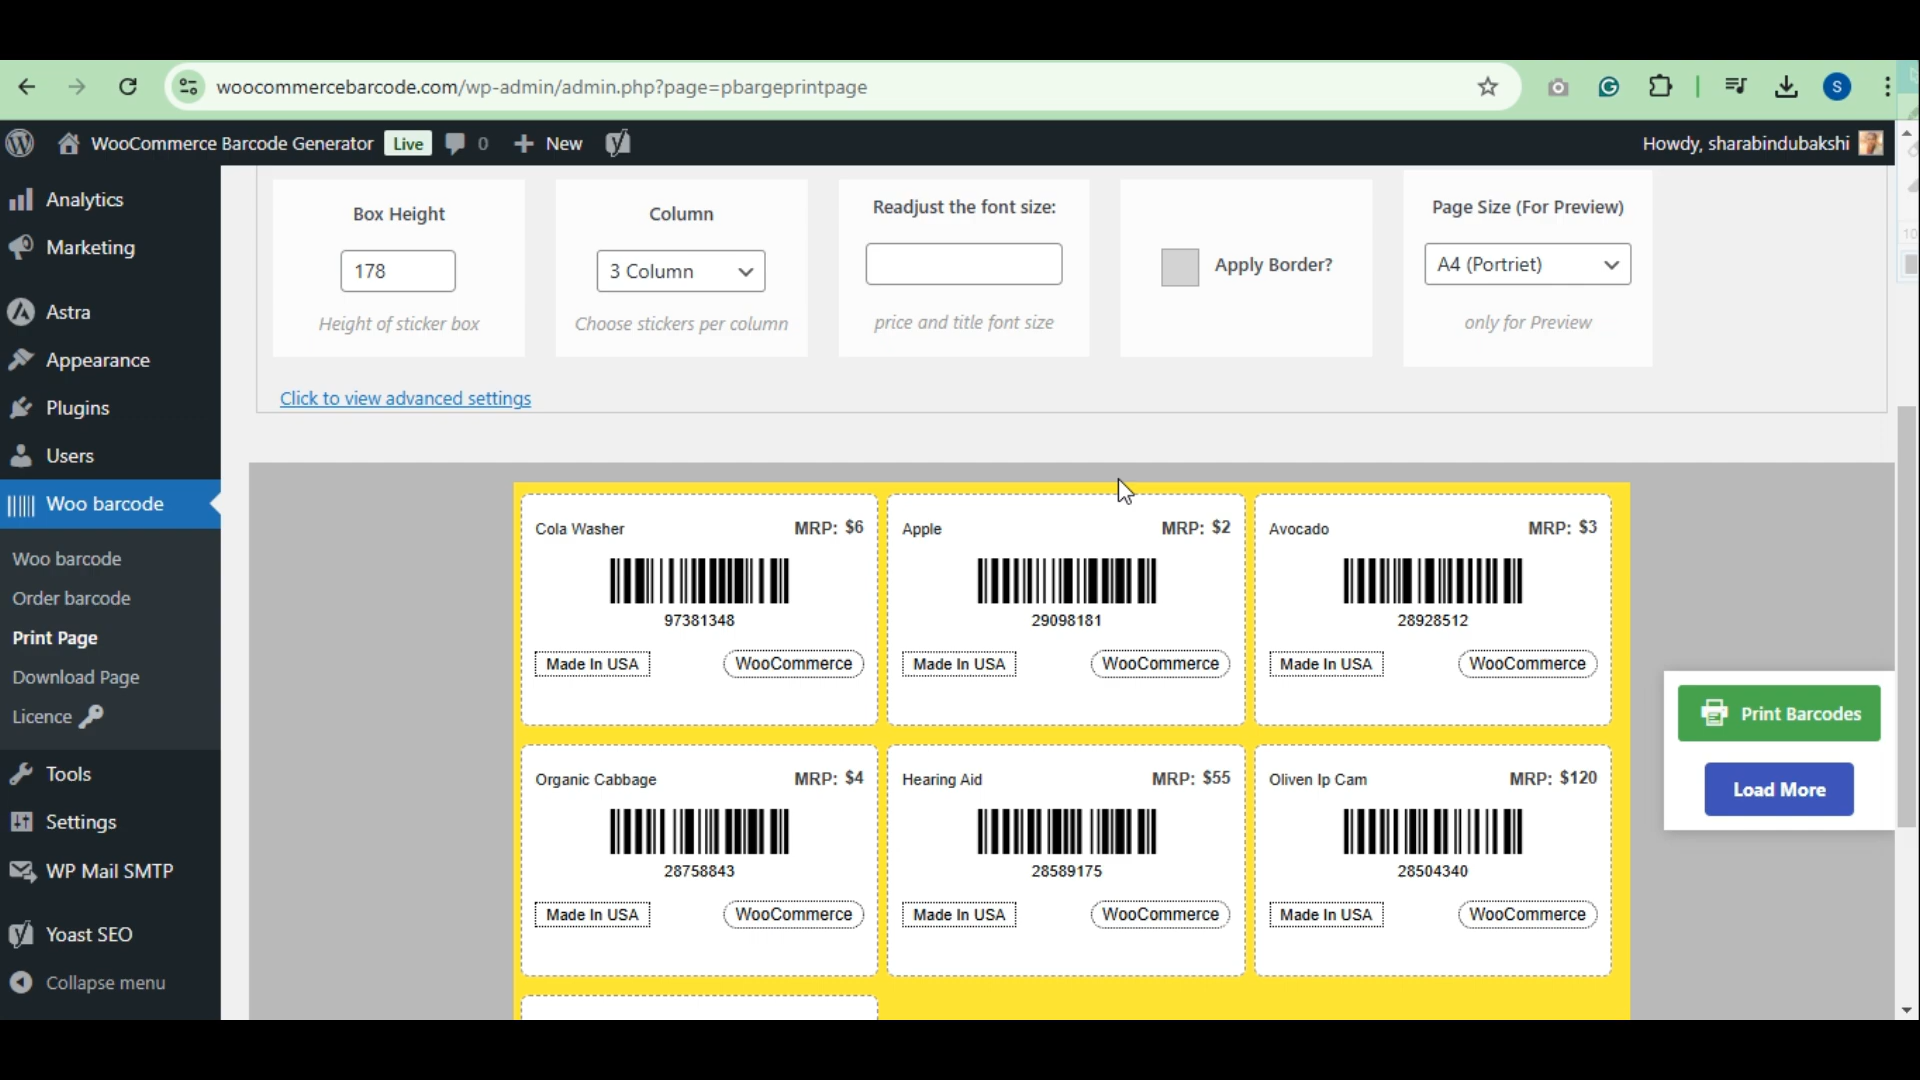 woocommercebarcode.com/wp-admin/admin.php?page=pbargeprintpage
S
WooCommerce Barcode Generator Live 0 New
Howdy, sharabindubakshi
Analytics
Marketing
Astra
Appearance
Plugins
Users
Woo barcode
Woo barcode
Order barcode
Print Page
Download Page
Licence
Tools
Settings
WP Mail SMTP
Yoast SEO
Collapse menu
Box Height
178
Height of sticker box
Column
3 Column
Choose stickers per column
Readjust the font size:
price and title font size
Apply Border?
Page Size (For Preview)
A4 (Portriet)
only for Preview
Click to view advanced settings
Cola Washer MRP: $6
97381348
Made In USA WooCommerce
Apple MRP: $2
29098181
Made In USA WooCommerce
Avocado MRP: $3
28928512
Made In USA WooCommerce
Organic Cabbage MRP: $4
28758843
Made In USA WooCommerce
Hearing Aid MRP: $55
28589175
Made In USA WooCommerce
Oliven Ip Cam MRP: $120
28504340
Made In USA WooCommerce
Print Barcodes
Load More
10